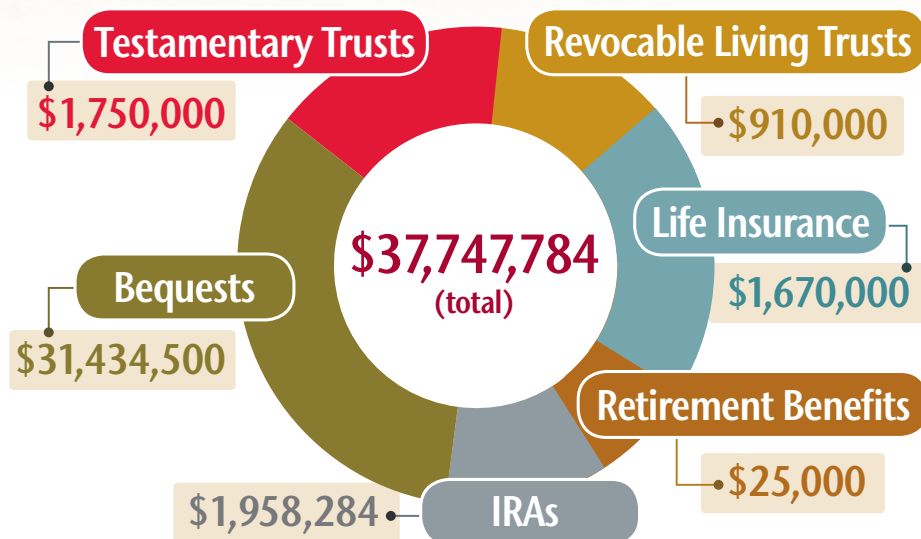 Testamentary Trusts
$1,750,000
Revocable Living Trusts
$910,000
Life Insurance
$1,670,000
$37,747,784
(total)
Bequests
$31,434,500
Retirement Benefits
$25,000
IRAs
$1,958,284